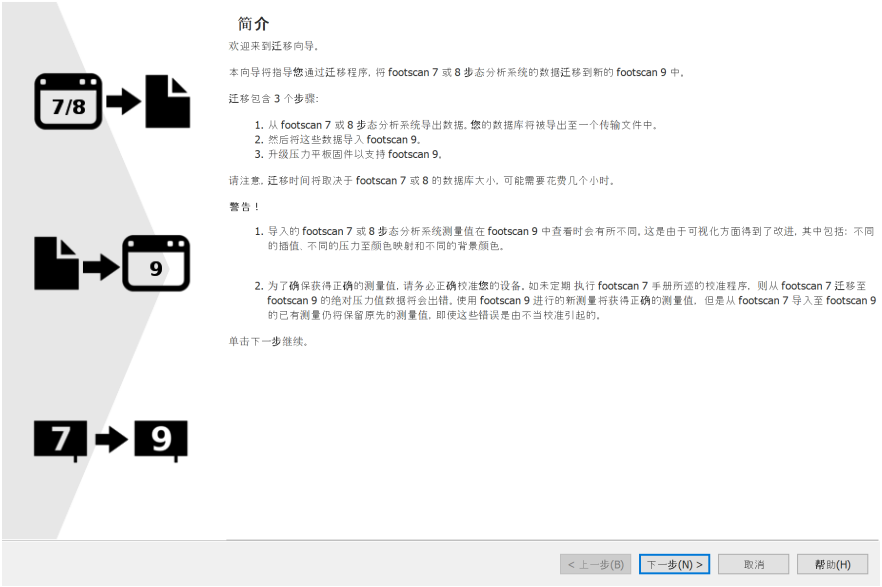 简介
欢迎来到迁移向导。
本向导将指导您通过迁移程序, 将 footscan 7 或 8 步态分析系统的数据迁移到新的 footscan 9 中。
7/8
迁移包含 3 个步骤:
1. 从 footscan 7 或 8 步态分析系统导出数据。您的数据库将被导出至一个传输文件中。
2. 然后将这些数据导入 footscan 9。
3. 升级压力平板固件以支持 footscan 9。
请注意, 迁移时间将取决于 footscan 7 或 8 的数据库大小, 可能需要花费几个小时。
警告！
1. 导入的 footscan 7 或 8 步态分析系统测量值在 footscan 9 中查看时会有所不同。这是由于可视化方面得到了改进, 其中包括: 不同
的插值、不同的压力至颜色映射和不同的背景颜色。
9
2. 为了确保获得正确的测量值, 请务必正确校准您的设备。如未定期 执行 footscan 7 手册所述的校准程序, 则从 footscan 7 迁移至
footscan 9 的绝对压力值数据将会出错。使用 footscan 9 进行的新测量将获得正确的测量值, 但是从 footscan 7 导入至 footscan 9
的已有测量仍将保留原先的测量值, 即使这些错误是由不当校准引起的。
单击下一步继续。
7 9
< 上一步(B) 下一步(N) > 取消 帮助(H)